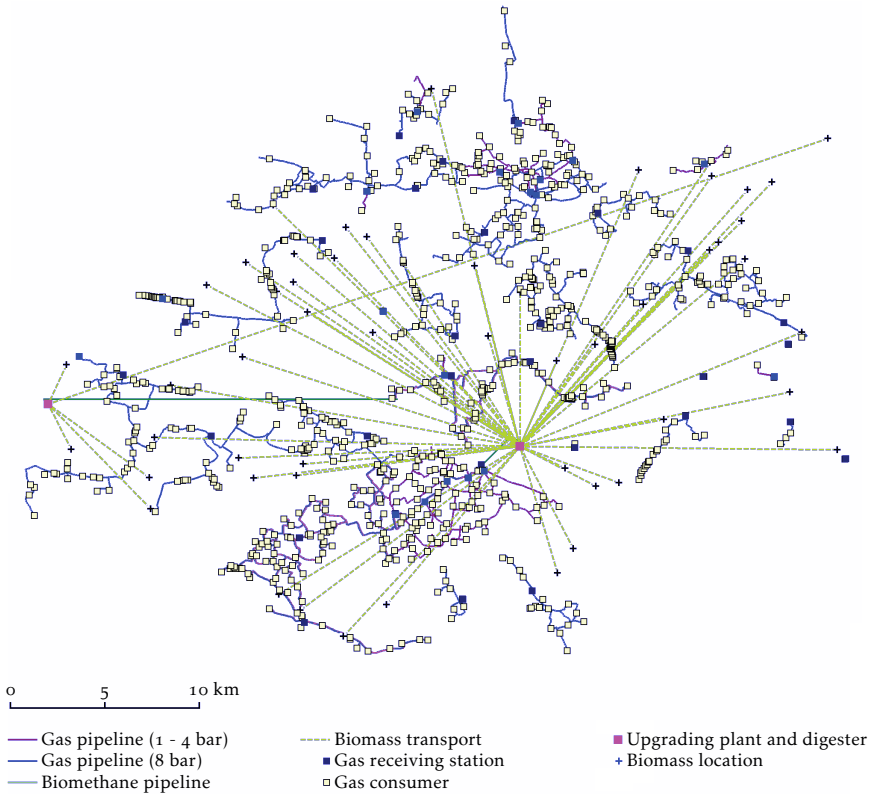 0 5 10 km
Gas pipeline (1 - 4 bar)
Gas pipeline (8 bar)
Biomethane pipeline
Biomass transport
Gas receiving station
Gas consumer
Upgrading plant and digester
Biomass location